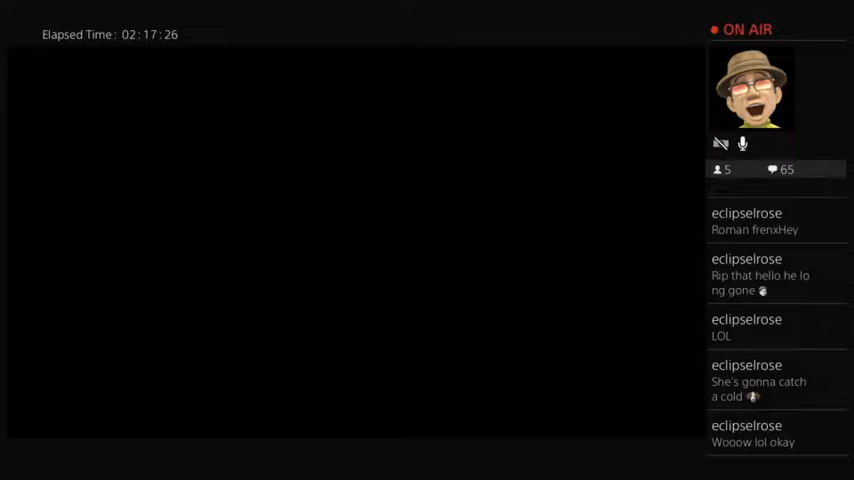 Elapsed Time: 02:17:26
ON AIR
5 65
eclipselrose
Roman frenxHey
eclipselrose
Rip that hello he lo
ng gone
eclipselrose
LOL
eclipselrose
She's gonna catch
a cold
eclipselrose
Wooow lol okay